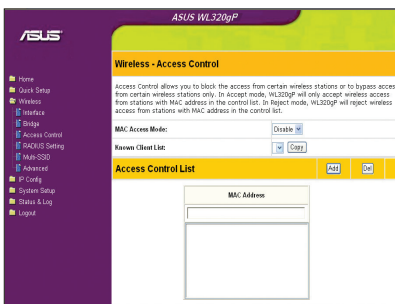 ASUS WL320gP
ASUS
Home
Quick Setup
Wireless
Interface
Bridge
Access Control
RADIUS Setting
Multi-SSID
Advanced
IP Config
System Setup
Status & Log
Logout
Wireless - Access Control
Access Control allows you to block the access from certain wireless stations or to bypass acces
from certain wireless stations only. In Accept mode, WL320gP will only accept wireless access
from stations with MAC address in the control list. In Reject mode, WL320gP will reject wireless
access from stations with MAC address in the control list.
MAC Access Mode: Disable
Known Client List: Copy
Access Control List Add Del
MAC Address